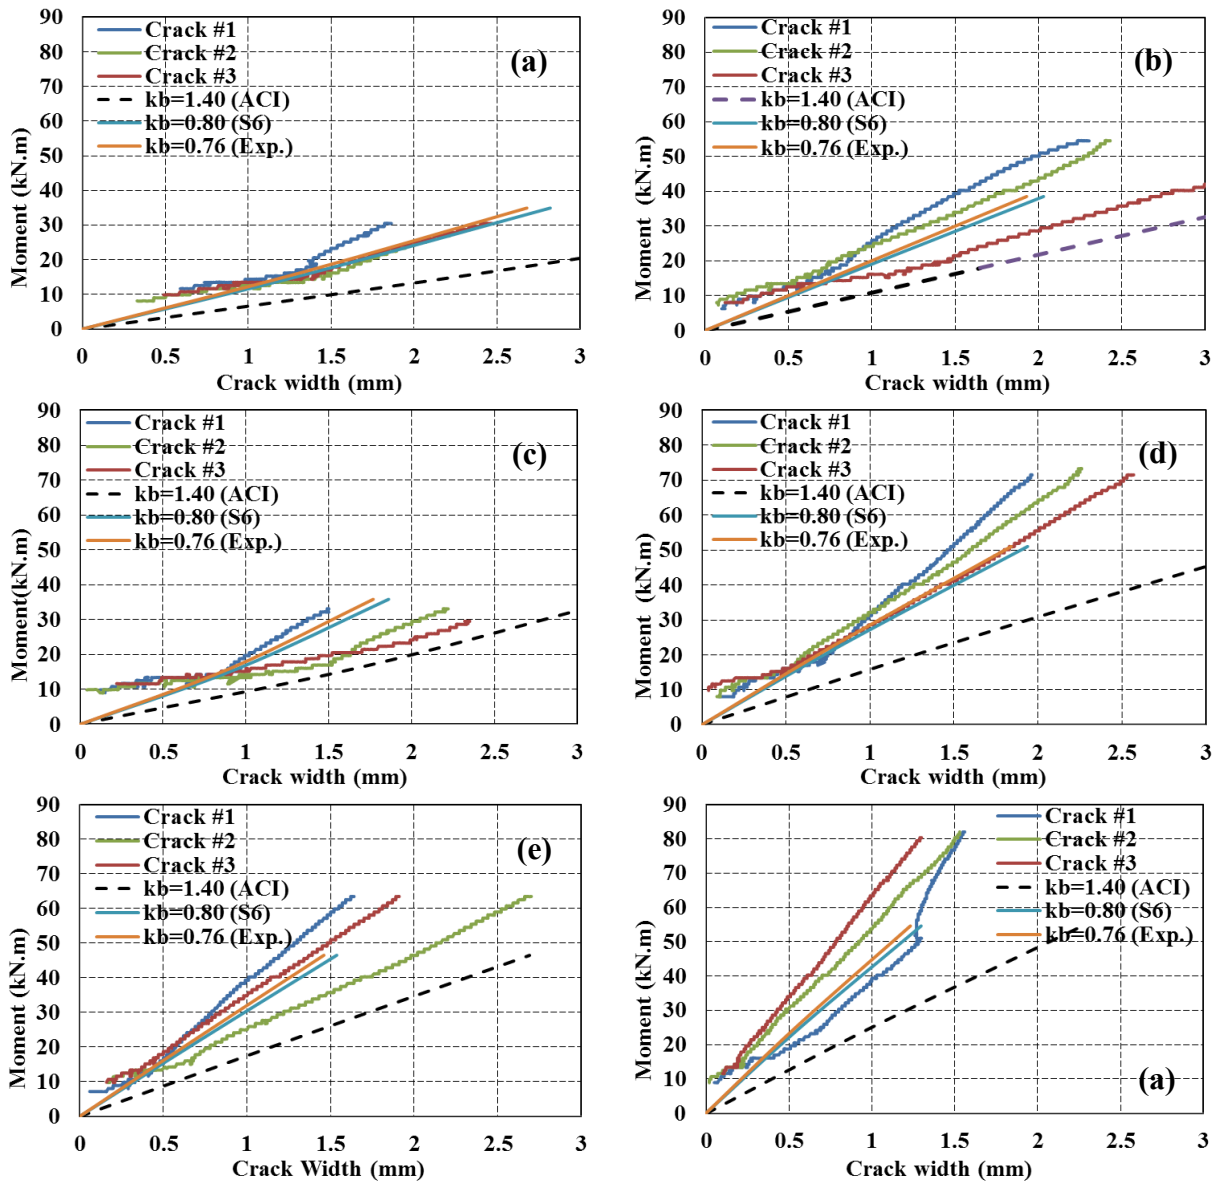 90
80
70
60
50
40
30
20
10
0
Moment (kN.m)
Crack #1
Crack #2
Crack #3
kb=1.40 (ACI)
kb=0.80 (S6)
kb=0.76 (Exp.)
(a)
0 0.5 1 1.5 2 2.5 3
Crack width (mm)
90
80
70
60
50
40
30
20
10
0
Moment (kN.m)
Crack #1
Crack #2
Crack #3
kb=1.40 (ACI)
kb=0.80 (S6)
kb=0.76 (Exp.)
(b)
0 0.5 1 1.5 2 2.5 3
Crack width (mm)
90
80
70
60
50
40
30
20
10
0
Moment(kN.m)
Crack #1
Crack #2
Crack #3
kb=1.40 (ACI)
kb=0.80 (S6)
kb=0.76 (Exp.)
(c)
0 0.5 1 1.5 2 2.5 3
Crack width (mm)
90
80
70
60
50
40
30
20
10
0
Moment (kN.m)
Crack #1
Crack #2
Crack #3
kb=1.40 (ACI)
kb=0.80 (S6)
kb=0.76 (Exp.)
(d)
0 0.5 1 1.5 2 2.5 3
Crack width (mm)
90
80
70
60
50
40
30
20
10
0
Moment (kN.m)
Crack #1
Crack #2
Crack #3
kb=1.40 (ACI)
kb=0.80 (S6)
kb=0.76 (Exp.)
(e)
0 0.5 1 1.5 2 2.5 3
Crack Width (mm)
90
80
70
60
50
40
30
20
10
0
Moment (kN.m)
Crack #1
Crack #2
Crack #3
kb=1.40 (ACI)
kb=0.80 (S6)
kb=0.76 (Exp.)
(a)
0 0.5 1 1.5 2 2.5 3
Crack width (mm)